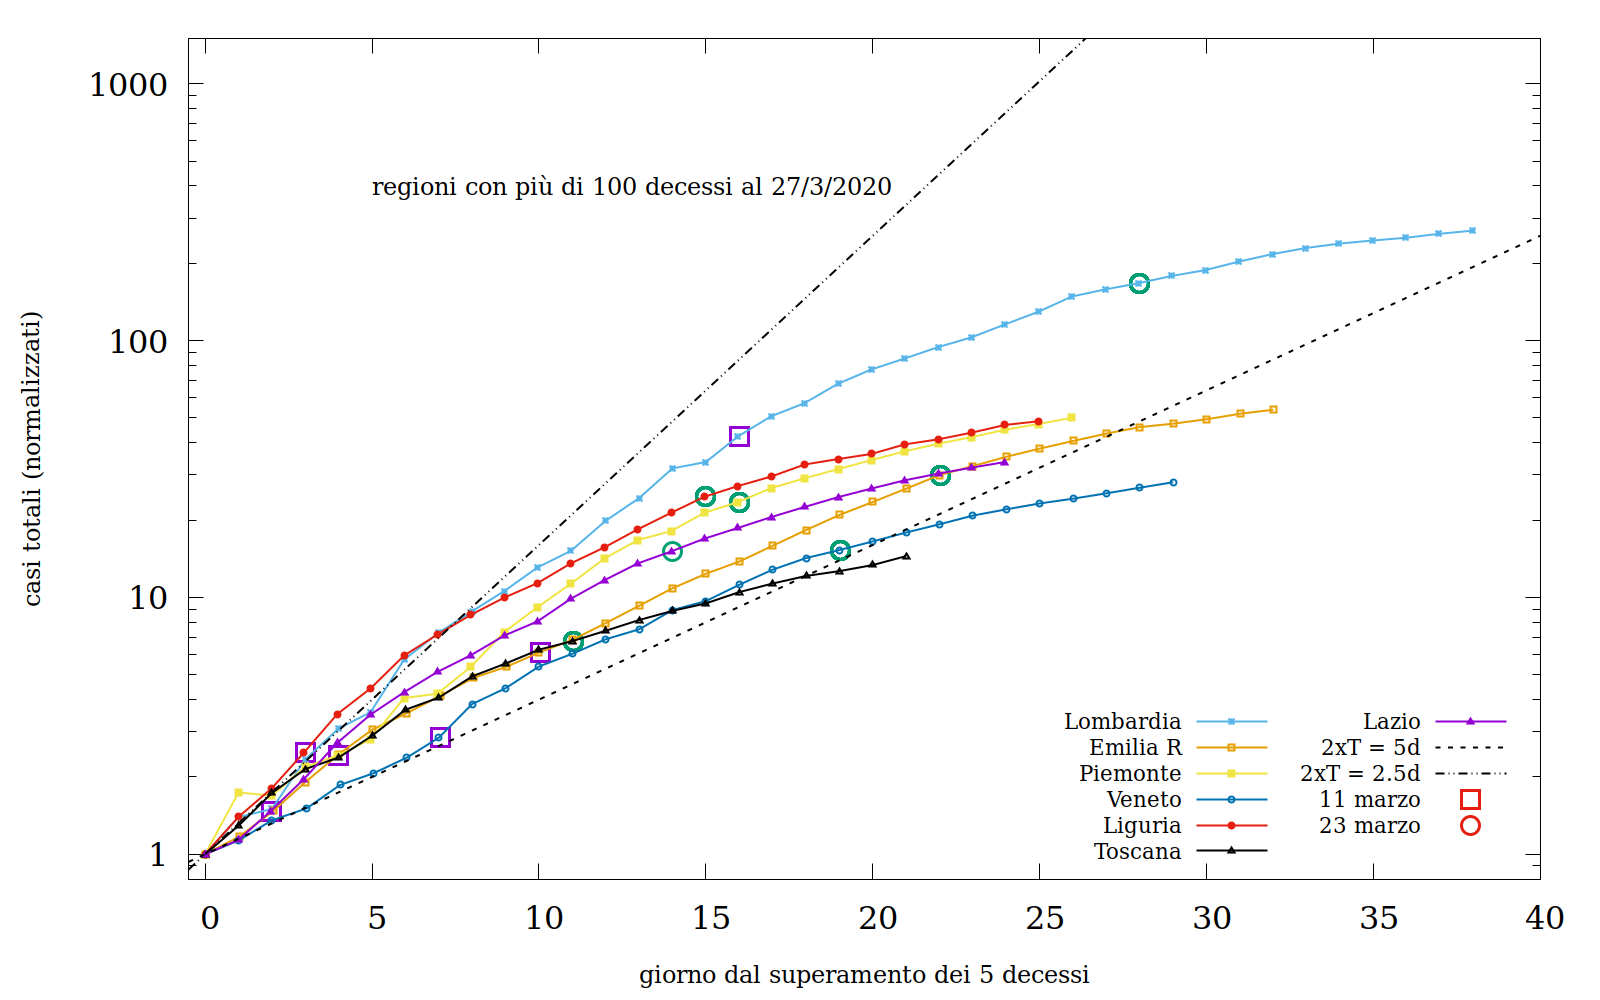 1000
100
10
1
casi totali (normalizzati)
regioni con più di 100 decessi al 27/3/2020
Lombardia
Emilia R
Piemonte
Veneto
Liguria
Toscana
Lazio
2xT = 5d
2xT = 2.5d
11 marzo
23 marzo
0 5 10 15 20 25 30 35 40
giorno dal superamento dei 5 decessi